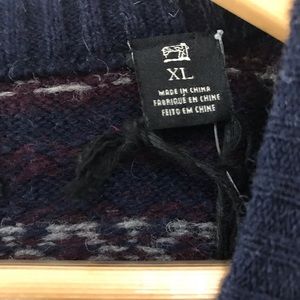 XL
MADE IN CHINA
FABRIQUÉ EN CHINE
FEITO EM CHINE